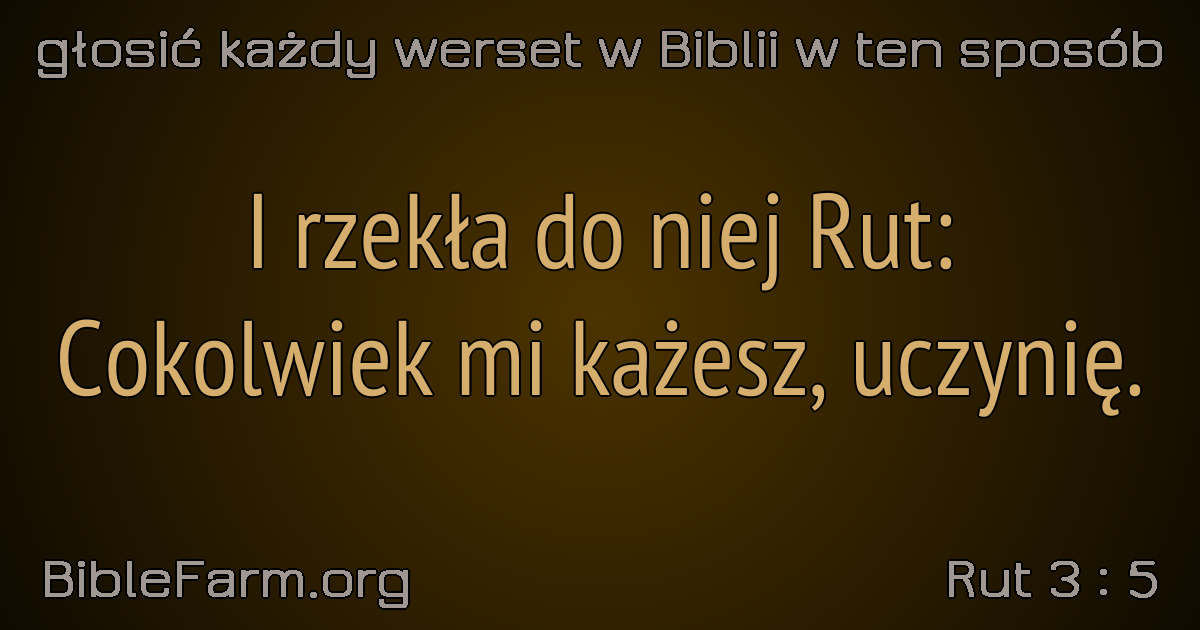 głosić każdy werset w Biblii w ten sposób
I rzekła do niej Rut:
Cokolwiek mi każesz, uczynię.
BibleFarm.org
Rut 3 : 5